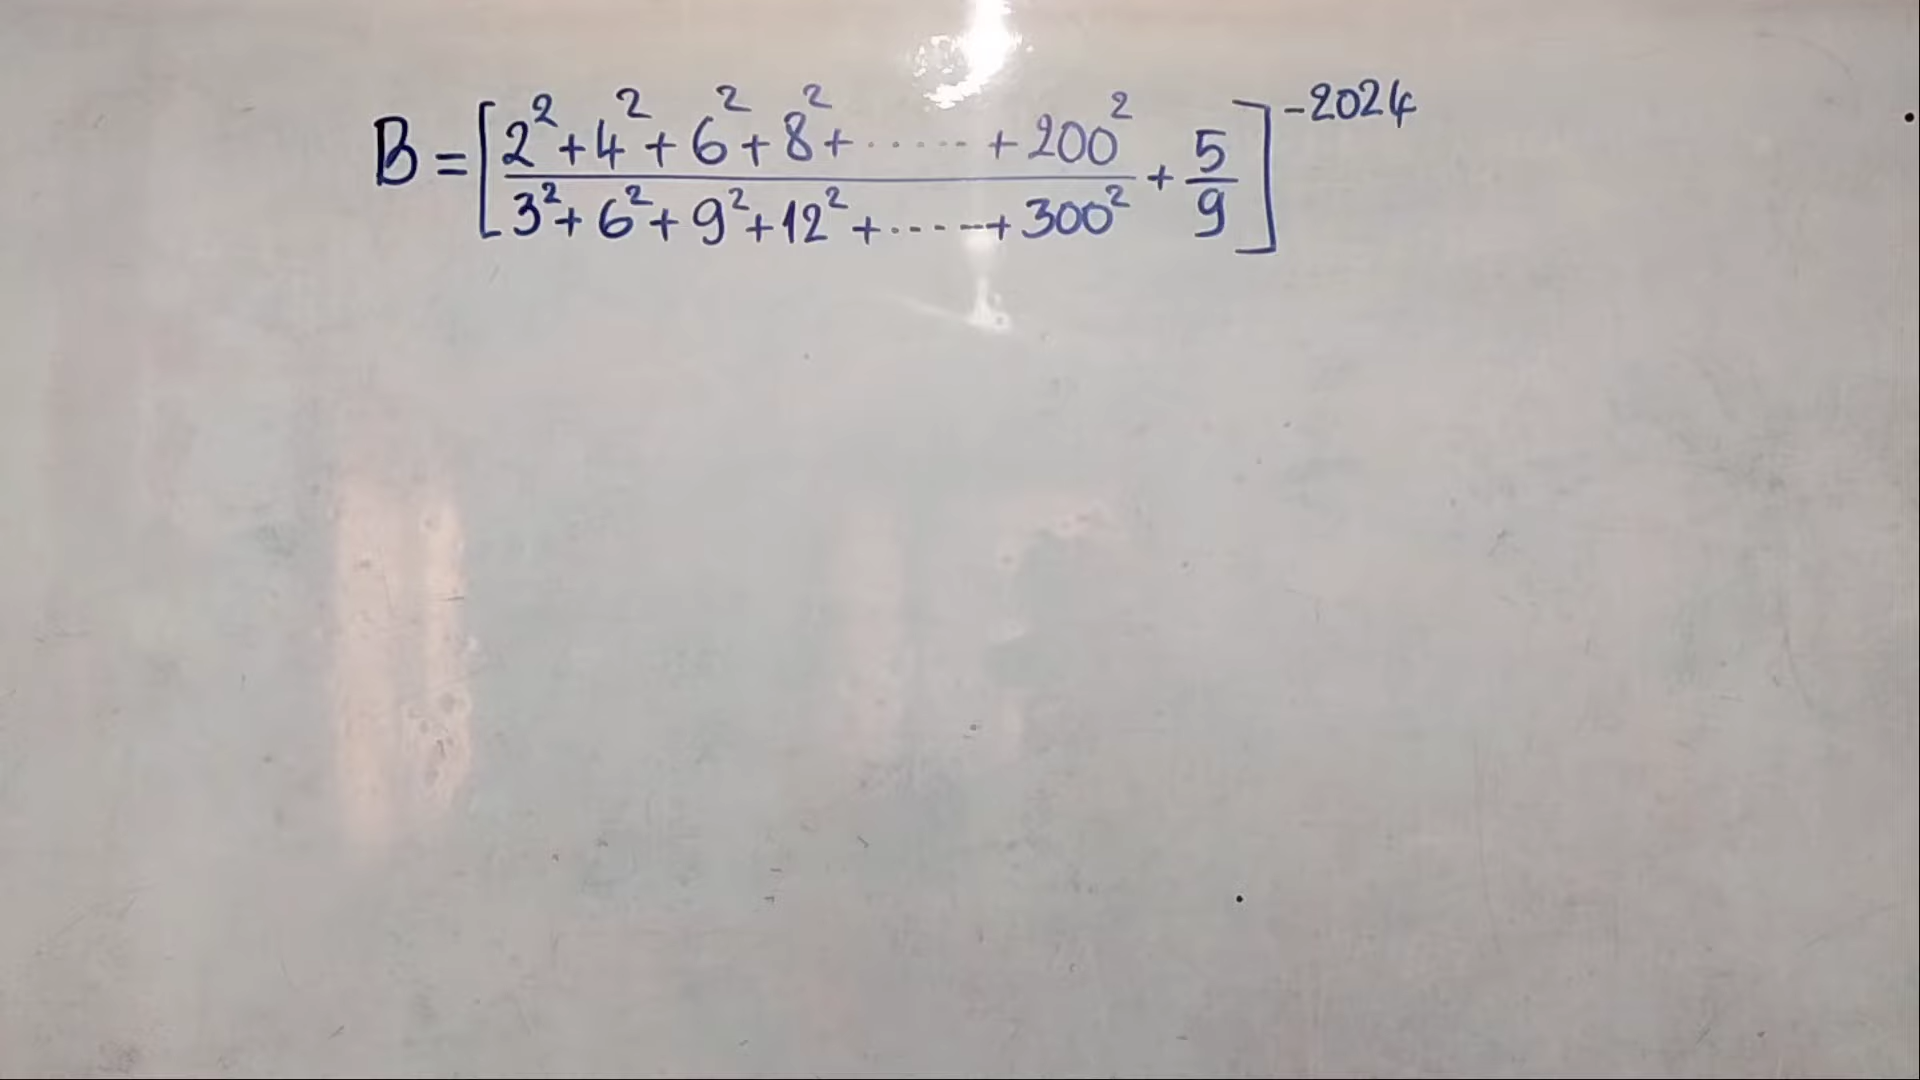 B = [ (2² + 4² + 6² + 8² + ...... + 200²) / (3² + 6² + 9² + 12² + ...... + 300²) + 5/9 ]⁻²⁰²⁴